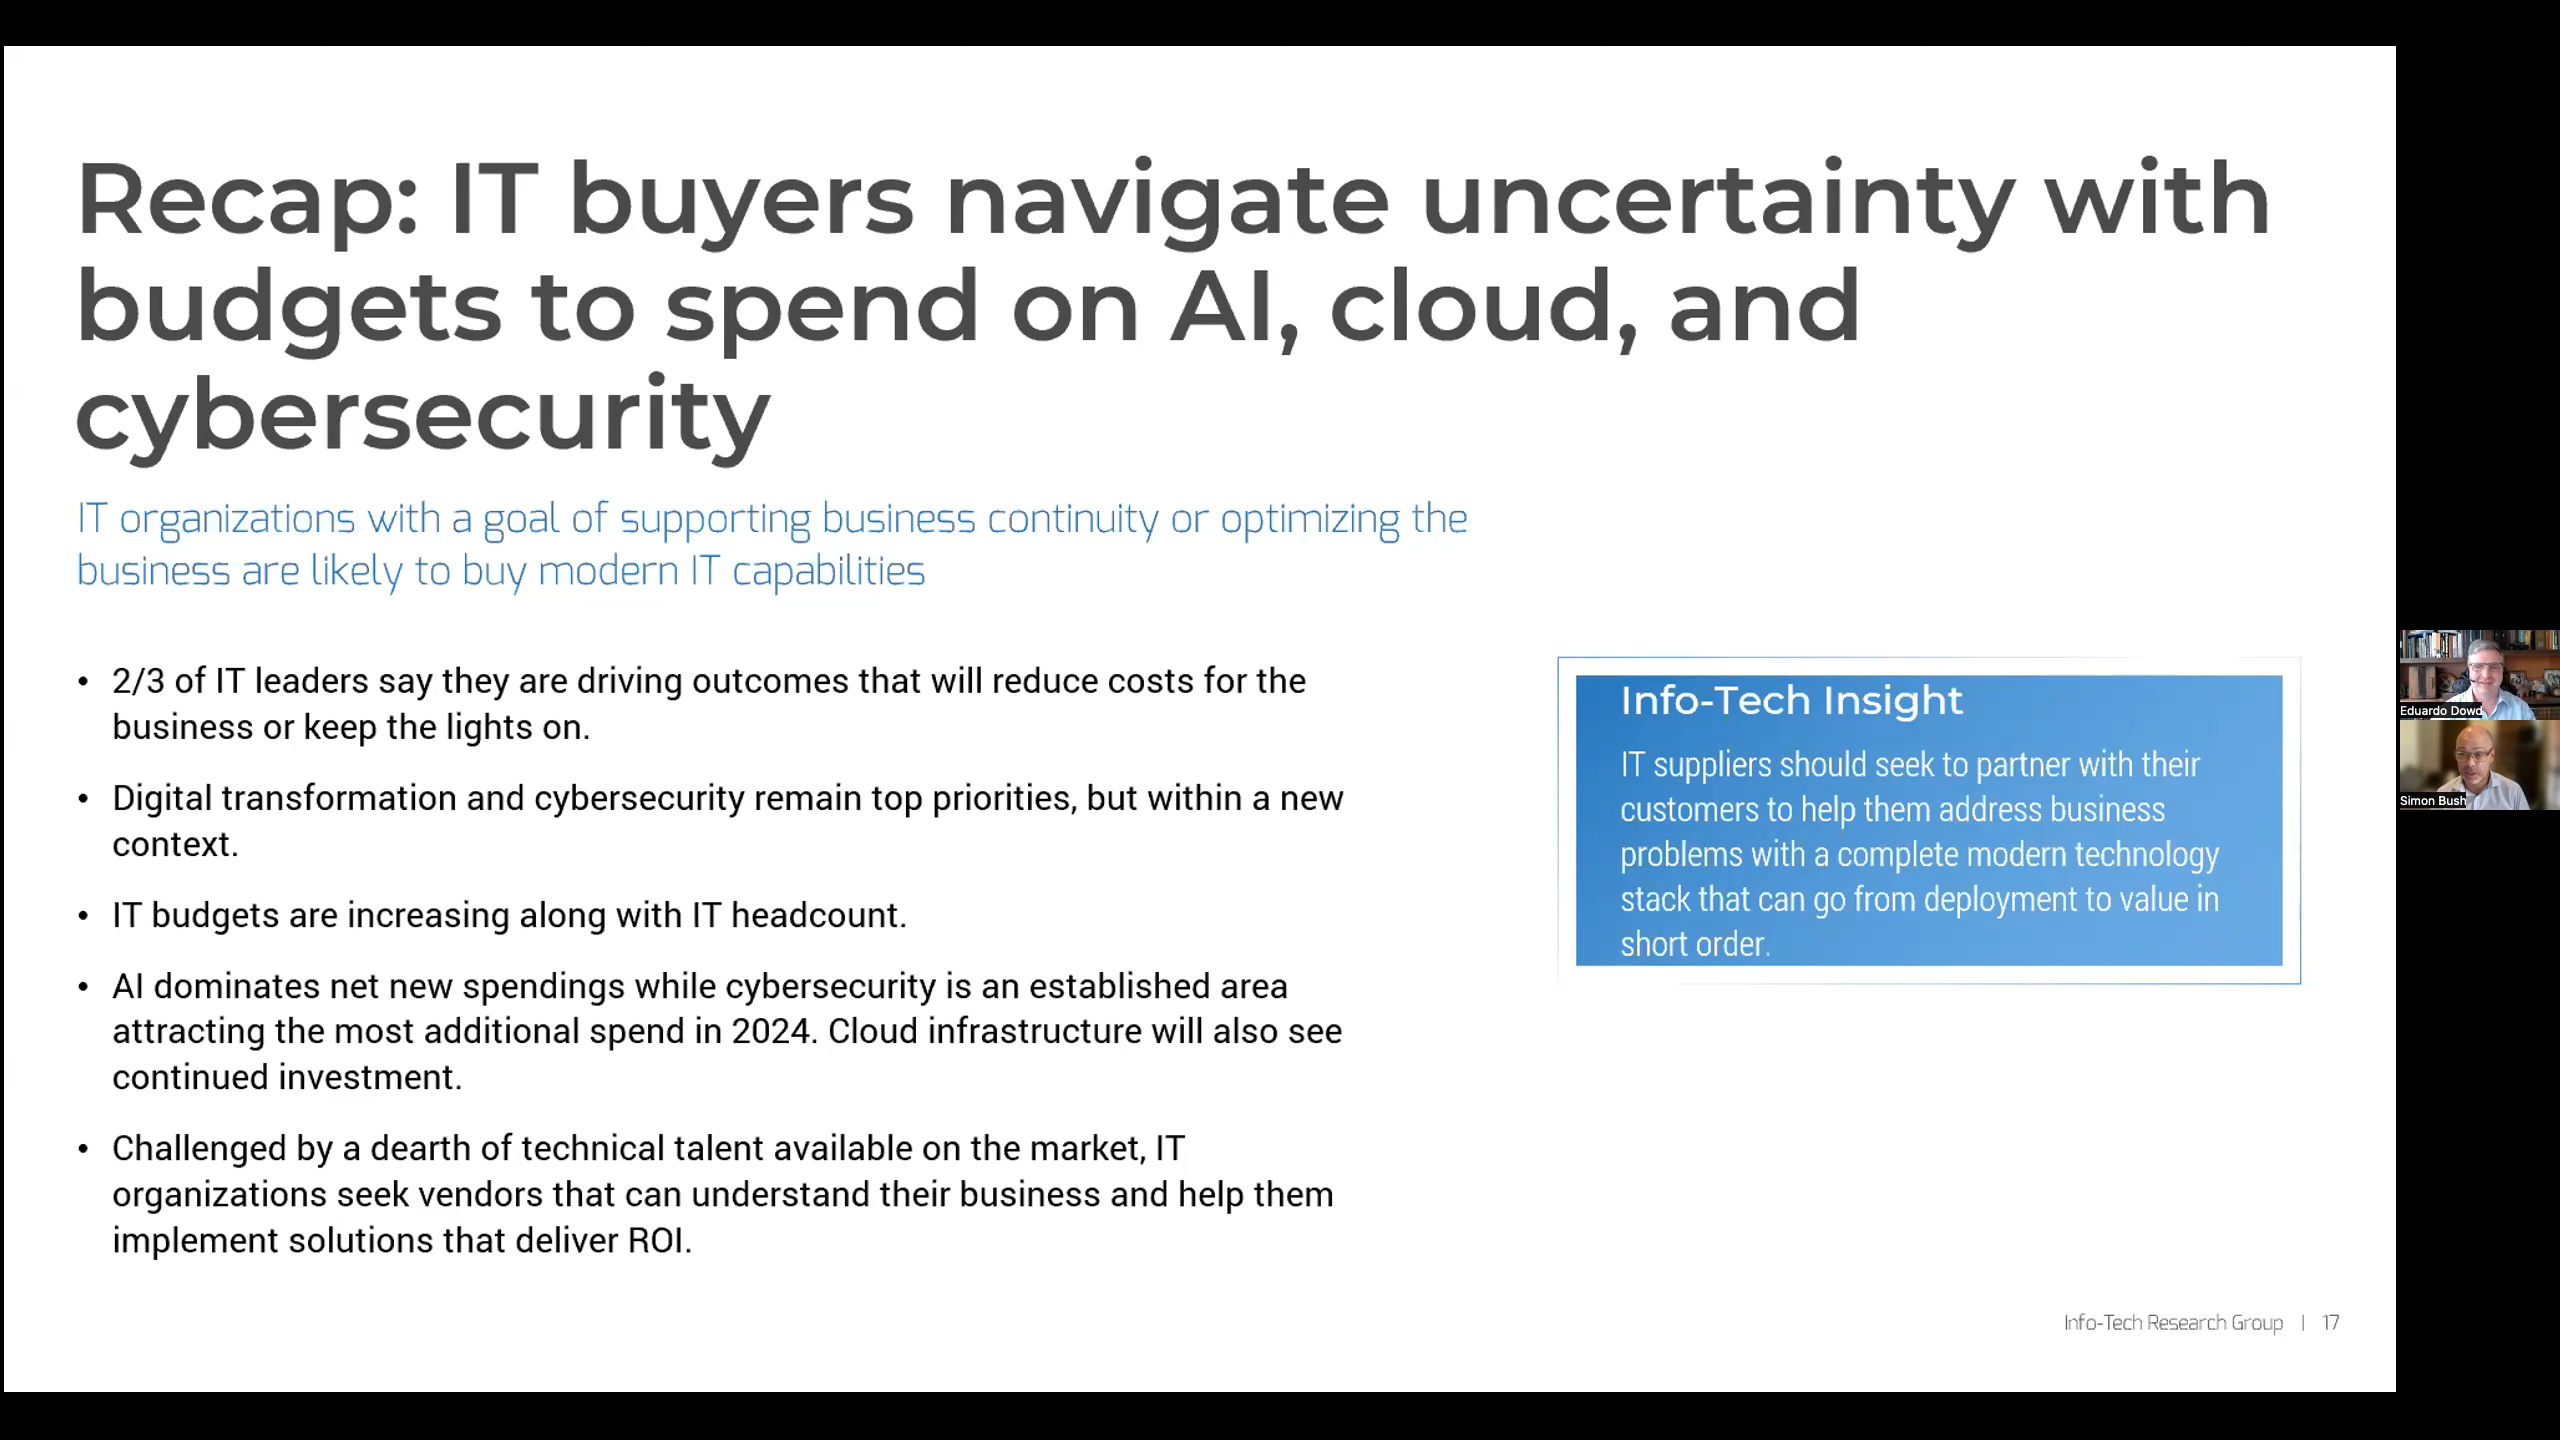 Recap: IT buyers navigate uncertainty with
budgets to spend on AI, cloud, and
cybersecurity
IT organizations with a goal of supporting business continuity or optimizing the
business are likely to buy modern IT capabilities
• 2/3 of IT leaders say they are driving outcomes that will reduce costs for the
business or keep the lights on.
• Digital transformation and cybersecurity remain top priorities, but within a new
context.
• IT budgets are increasing along with IT headcount.
• AI dominates net new spendings while cybersecurity is an established area
attracting the most additional spend in 2024. Cloud infrastructure will also see
continued investment.
• Challenged by a dearth of technical talent available on the market, IT
organizations seek vendors that can understand their business and help them
implement solutions that deliver ROI.
Info-Tech Insight
IT suppliers should seek to partner with their
customers to help them address business
problems with a complete modern technology
stack that can go from deployment to value in
short order.
Info-Tech Research Group | 17
Eduardo Dowd
Simon Bush